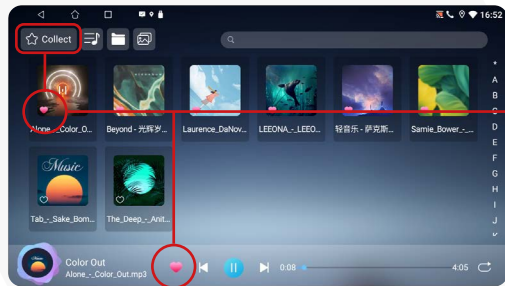 16:52
Collect
*
A
B
C
D
E
F
G
H
I
J
K
Alone_-_Color_O...
Beyond - 光辉岁...
Laurence_DaNov...
LEEONA_-_LEEO...
轻音乐 - 萨克斯...
Samie_Bower_-_...
Music
Tab_-_Sake_Bom...
The_Deep_-_Anit...
Color Out
Alone_-_Color_Out.mp3
0:08
4:05